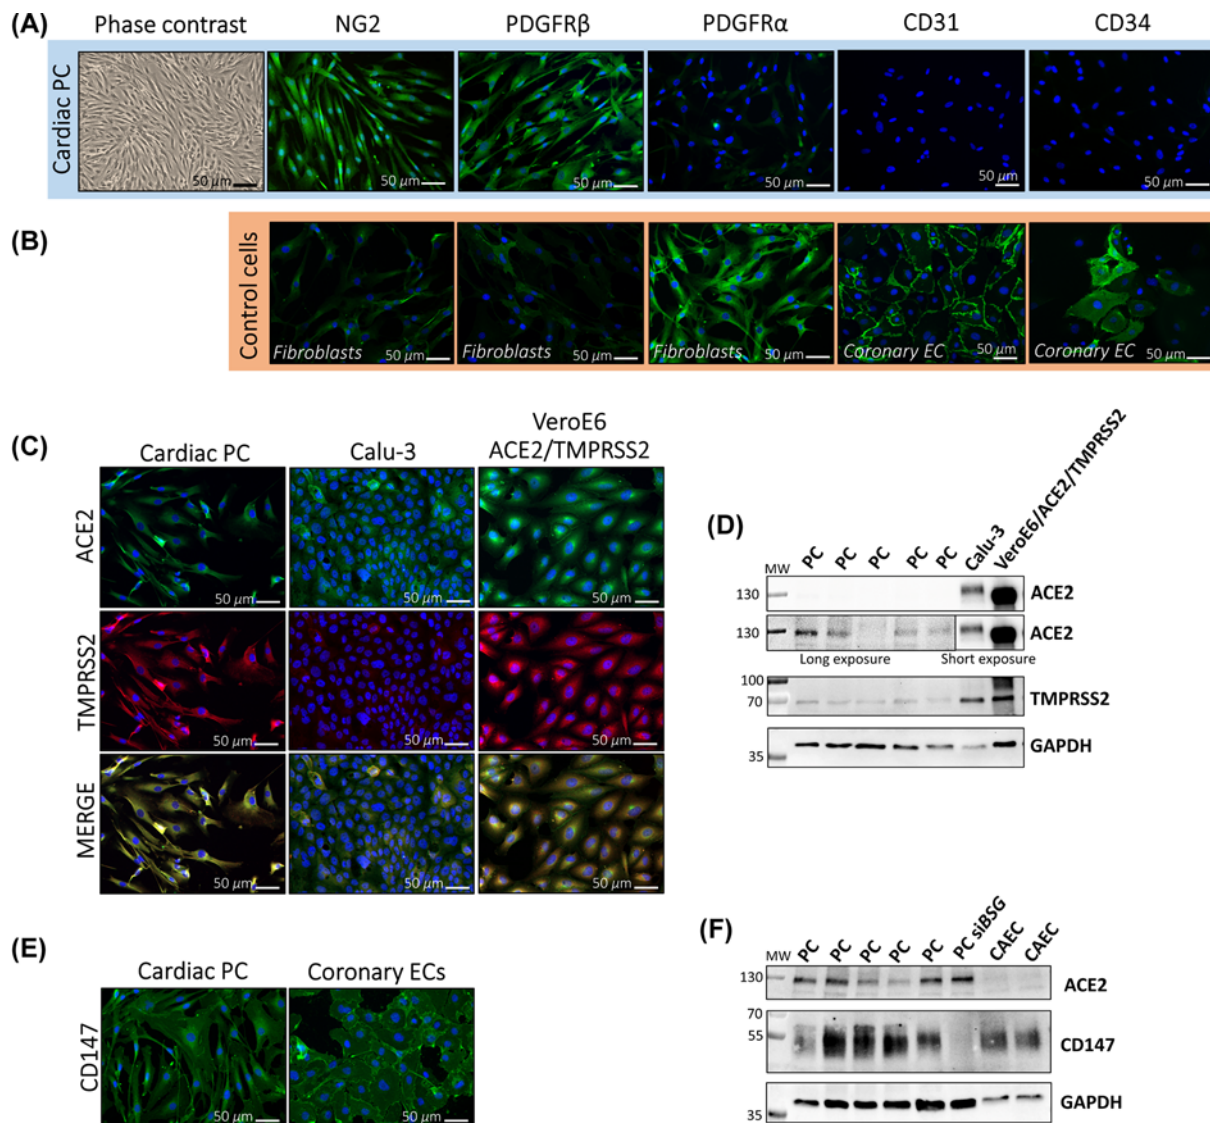 (A)
Phase contrast NG2 PDGFRβ PDGFRα CD31 CD34
Cardiac PC
50 µm 50 µm 50 µm 50 µm 50 µm 50 µm
(B)
Control cells
Fibroblasts 50 µm Fibroblasts 50 µm Fibroblasts 50 µm Coronary EC 50 µm Coronary EC 50 µm
(C)
Cardiac PC Calu-3 VeroE6
ACE2/TMPRSS2
ACE2
50 µm 50 µm 50 µm
TMPRSS2
50 µm 50 µm 50 µm
MERGE
50 µm 50 µm 50 µm
(D)
MW PC PC PC PC PC Calu-3 VeroE6/ACE2/TMPRSS2
130 ACE2
130 ACE2
Long exposure Short exposure
100
70 TMPRSS2
GAPDH
35
(E)
Cardiac PC Coronary ECs
CD147
50 µm 50 µm
(F)
MW PC PC PC PC PC PC siBSG CAEC CAEC
130 ACE2
70
55 CD147
GAPDH
35